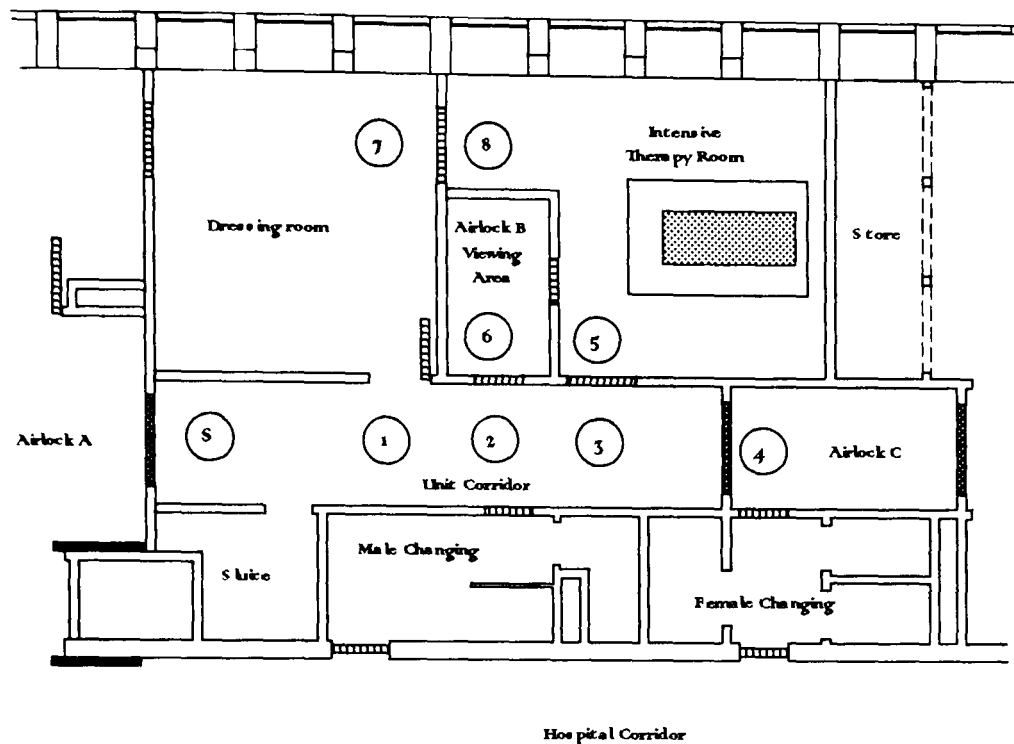 7
8
Intensive
Therapy Room
Dressing room
Airlock B
Viewing
Area
Store
6
5
Airlock A
S
1
2
3
4
Airlock C
Unit Corridor
Male Changing
Sluice
Female Changing
Hospital Corridor